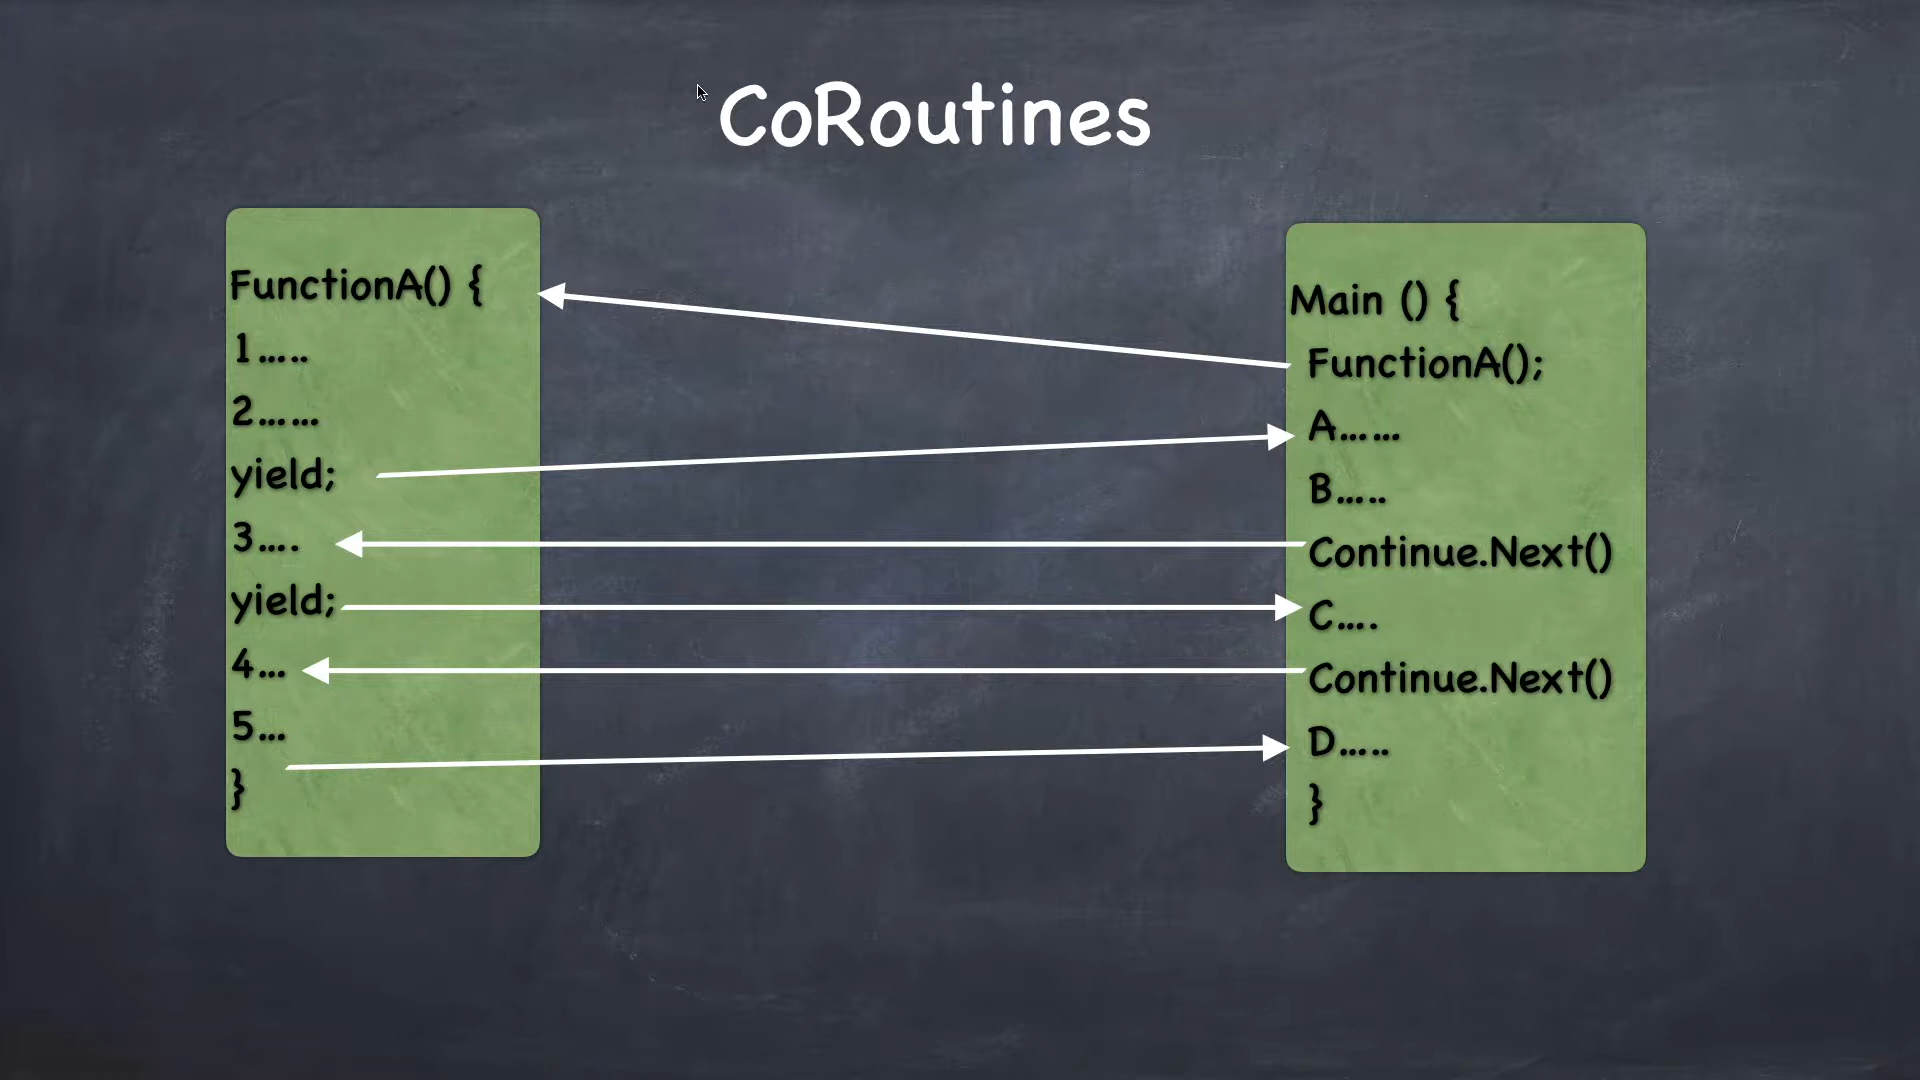 CoRoutines
FunctionA() {
1.....
2......
yield;
3....
yield;
4...
5...
}
Main () {
FunctionA();
A......
B.....
Continue.Next()
C....
Continue.Next()
D.....
}